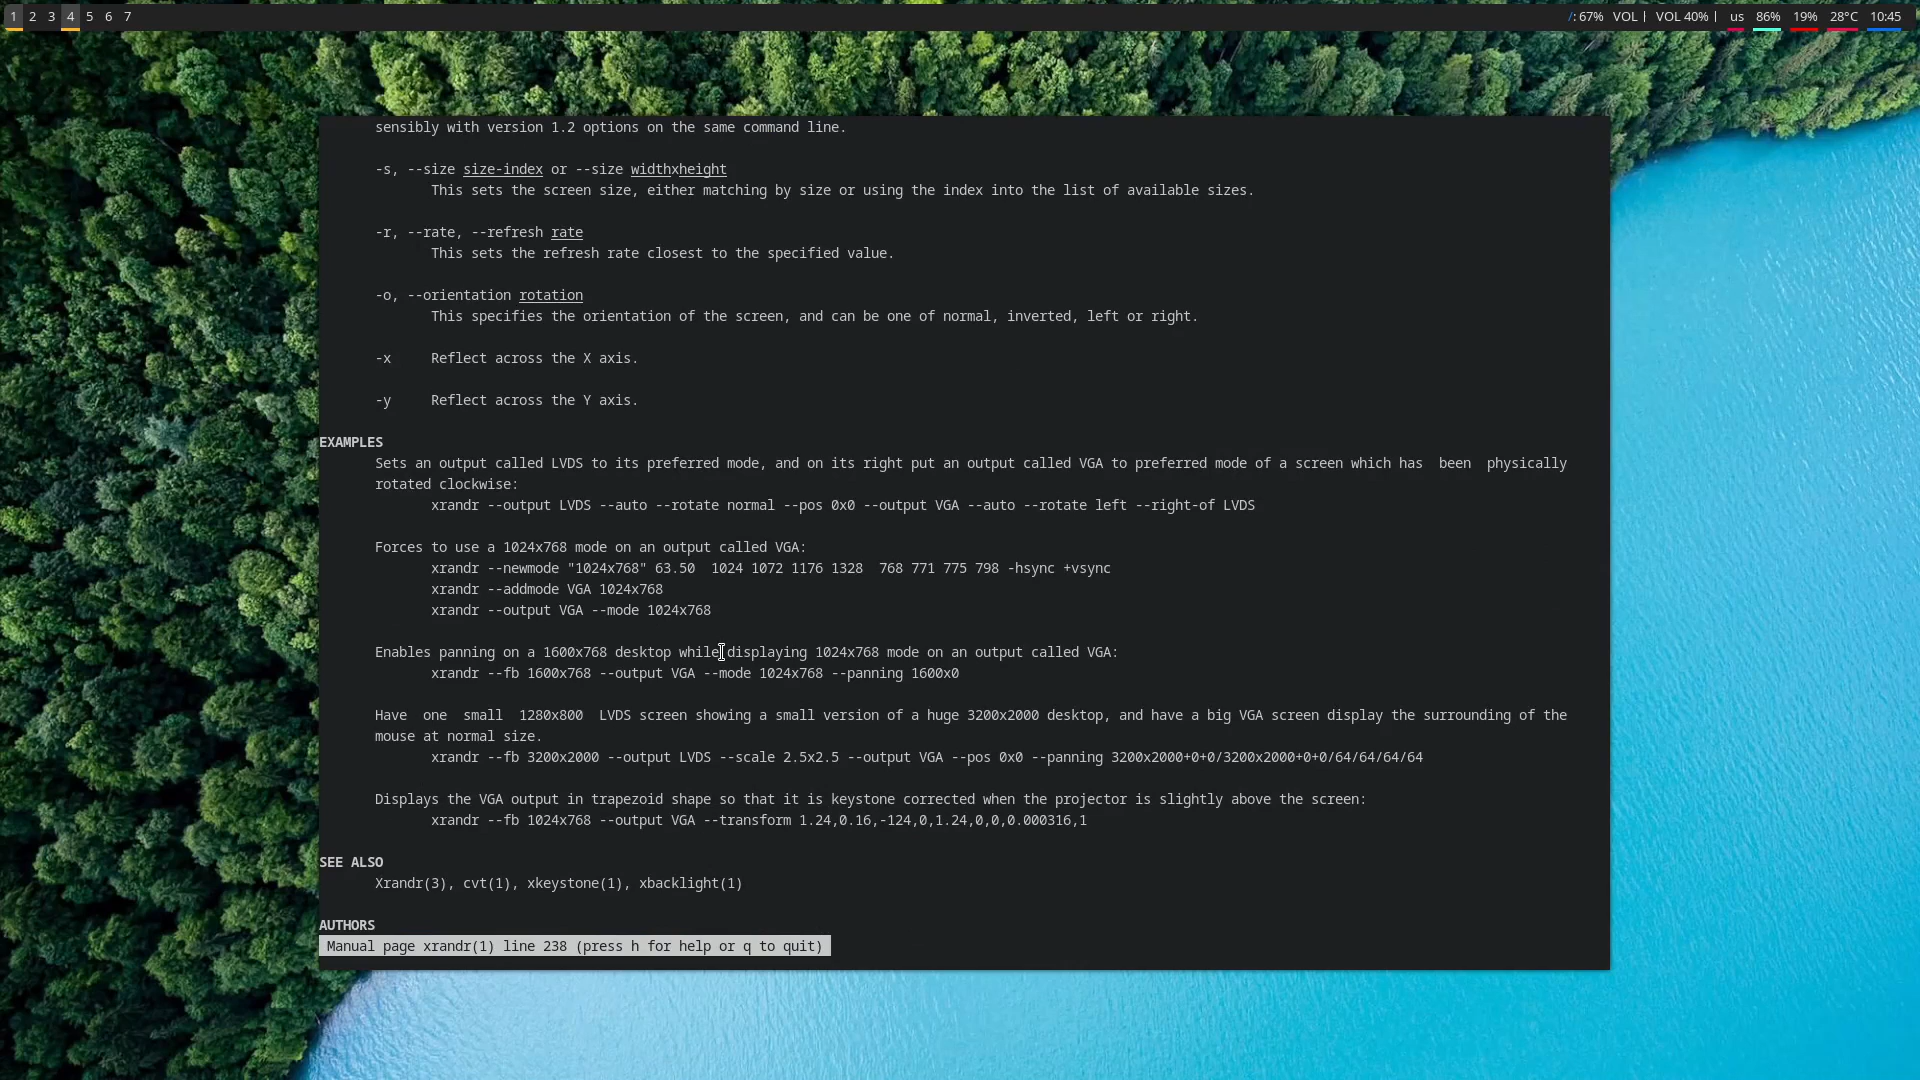 1 2 3 4 5 6 7
/: 67% VOL | VOL 40% | us 86% 19% 28°C 10:45
sensibly with version 1.2 options on the same command line.
-s, --size size-index or --size widthxheight
This sets the screen size, either matching by size or using the index into the list of available sizes.
-r, --rate, --refresh rate
This sets the refresh rate closest to the specified value.
-o, --orientation rotation
This specifies the orientation of the screen, and can be one of normal, inverted, left or right.
-x Reflect across the X axis.
-y Reflect across the Y axis.
EXAMPLES
Sets an output called LVDS to its preferred mode, and on its right put an output called VGA to preferred mode of a screen which has been physically
rotated clockwise:
xrandr --output LVDS --auto --rotate normal --pos 0x0 --output VGA --auto --rotate left --right-of LVDS
Forces to use a 1024x768 mode on an output called VGA:
xrandr --newmode "1024x768" 63.50 1024 1072 1176 1328 768 771 775 798 -hsync +vsync
xrandr --addmode VGA 1024x768
xrandr --output VGA --mode 1024x768
Enables panning on a 1600x768 desktop while displaying 1024x768 mode on an output called VGA:
xrandr --fb 1600x768 --output VGA --mode 1024x768 --panning 1600x0
Have one small 1280x800 LVDS screen showing a small version of a huge 3200x2000 desktop, and have a big VGA screen display the surrounding of the
mouse at normal size.
xrandr --fb 3200x2000 --output LVDS --scale 2.5x2.5 --output VGA --pos 0x0 --panning 3200x2000+0+0/3200x2000+0+0/64/64/64/64
Displays the VGA output in trapezoid shape so that it is keystone corrected when the projector is slightly above the screen:
xrandr --fb 1024x768 --output VGA --transform 1.24,0.16,-124,0,1.24,0,0,0.000316,1
SEE ALSO
Xrandr(3), cvt(1), xkeystone(1), xbacklight(1)
AUTHORS
Manual page xrandr(1) line 238 (press h for help or q to quit)